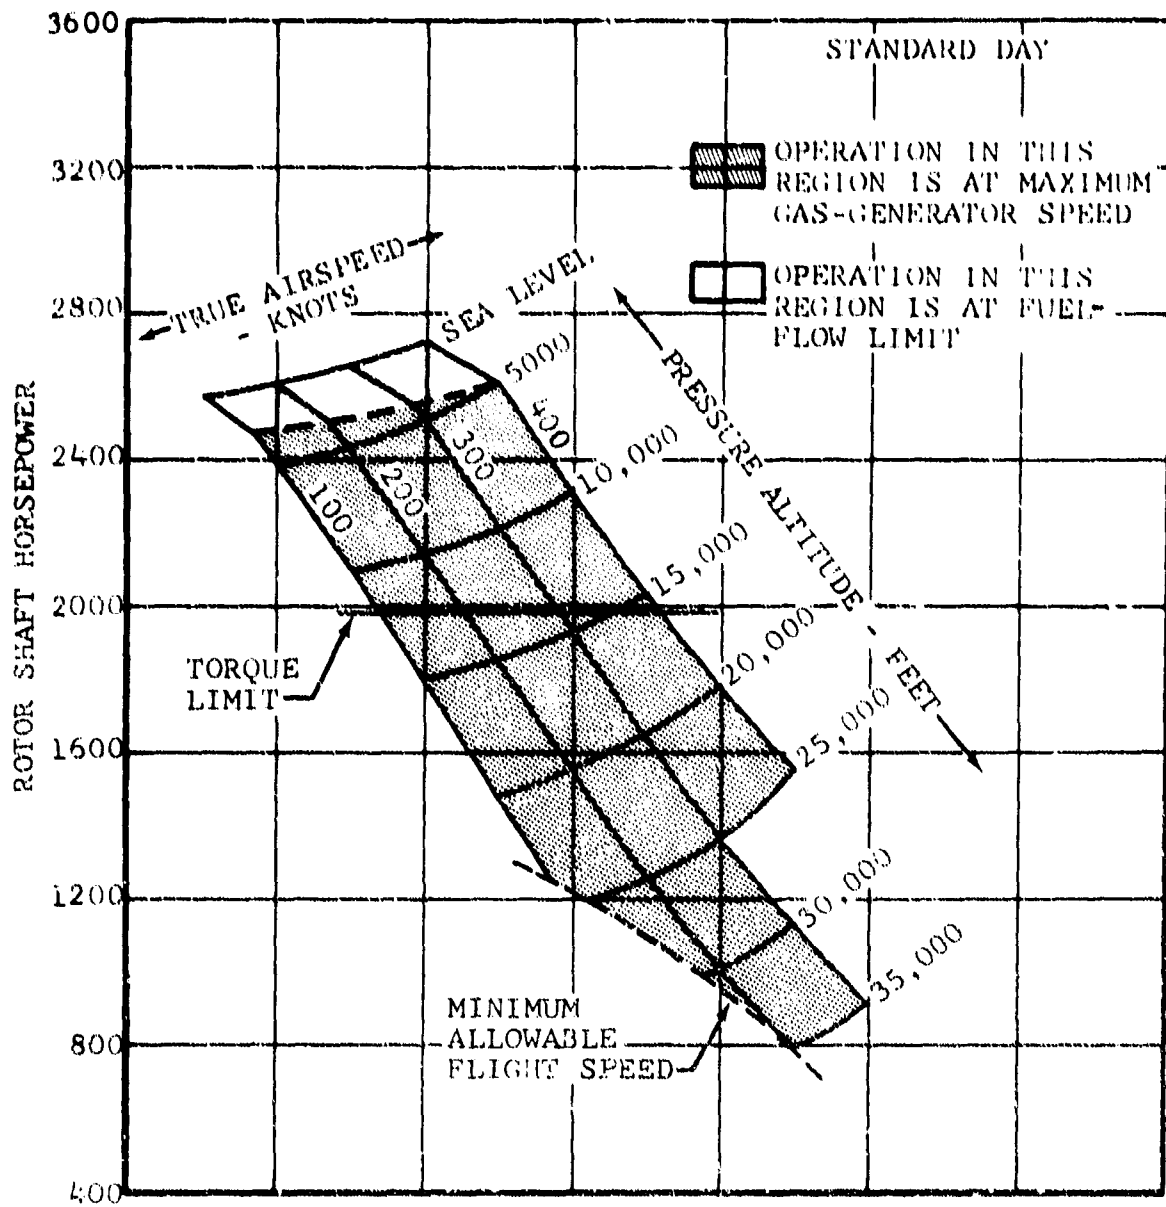 3600
STANDARD DAY
OPERATION IN THIS
REGION IS AT MAXIMUM
GAS-GENERATOR SPEED
3200
TRUE AIRSPEED
- KNOTS
SEA LEVEL
OPERATION IN THIS
REGION IS AT FUEL-
FLOW LIMIT
2800
5000
PRESSURE ALTITUDE - FEET
400
300
200
100
2400
10,000
ROTOR SHAFT HORSEPOWER
15,000
2000
20,000
TORQUE
LIMIT
25,000
1600
30,000
1200
35,000
MINIMUM
ALLOWABLE
FLIGHT SPEED
800
400